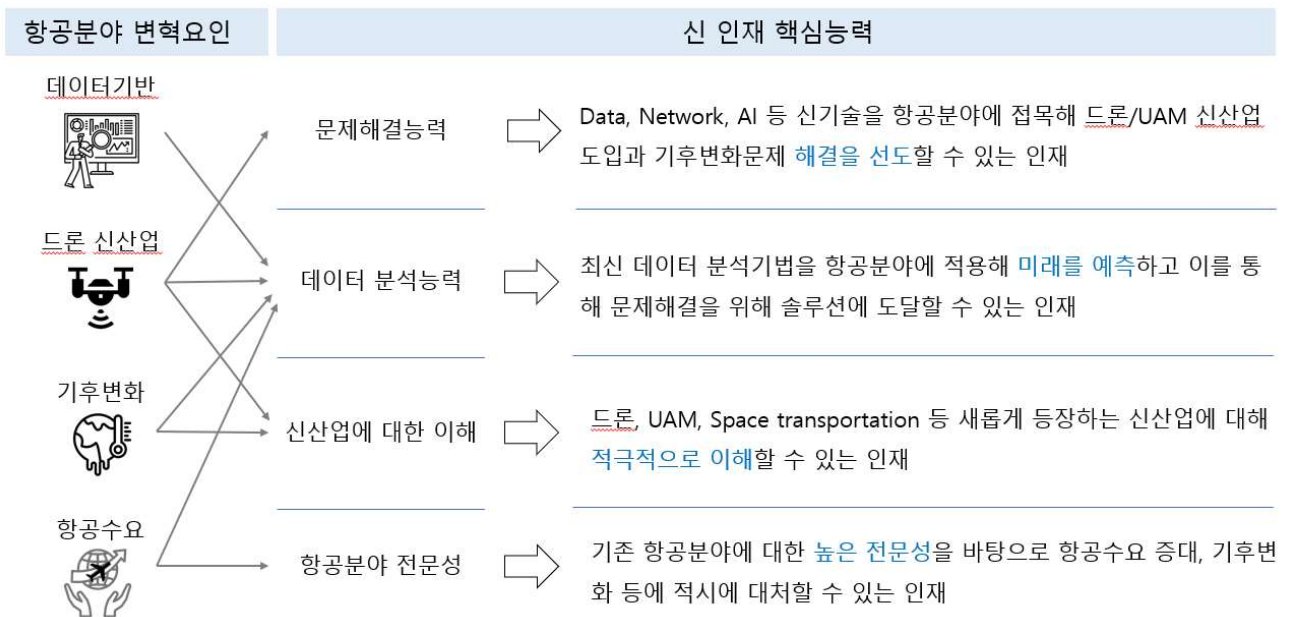 항공분야 변혁요인
신 인재 핵심능력
데이터기반
문제해결능력
Data, Network, AI 등 신기술을 항공분야에 접목해 드론/UAM 신산업
도입과 기후변화문제 해결을 선도할 수 있는 인재
드론 신산업
데이터 분석능력
최신 데이터 분석기법을 항공분야에 적용해 미래를 예측하고 이를 통
해 문제해결을 위해 솔루션에 도달할 수 있는 인재
기후변화
신산업에 대한 이해
드론, UAM, Space transportation 등 새롭게 등장하는 신산업에 대해
적극적으로 이해할 수 있는 인재
항공수요
항공분야 전문성
기존 항공분야에 대한 높은 전문성을 바탕으로 항공수요 증대, 기후변
화 등에 적시에 대처할 수 있는 인재